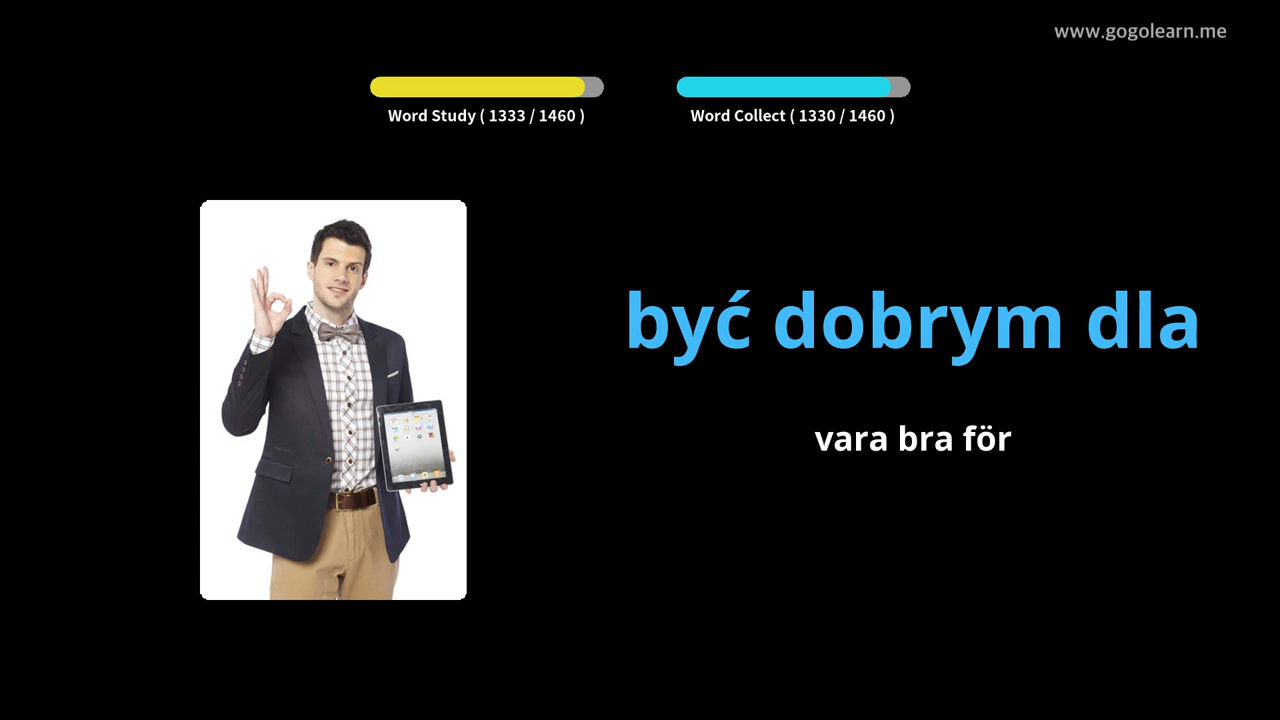 www.gogolearn.me
Word Study ( 1333 / 1460 )
Word Collect ( 1330 / 1460 )
być dobrym dla
vara bra för